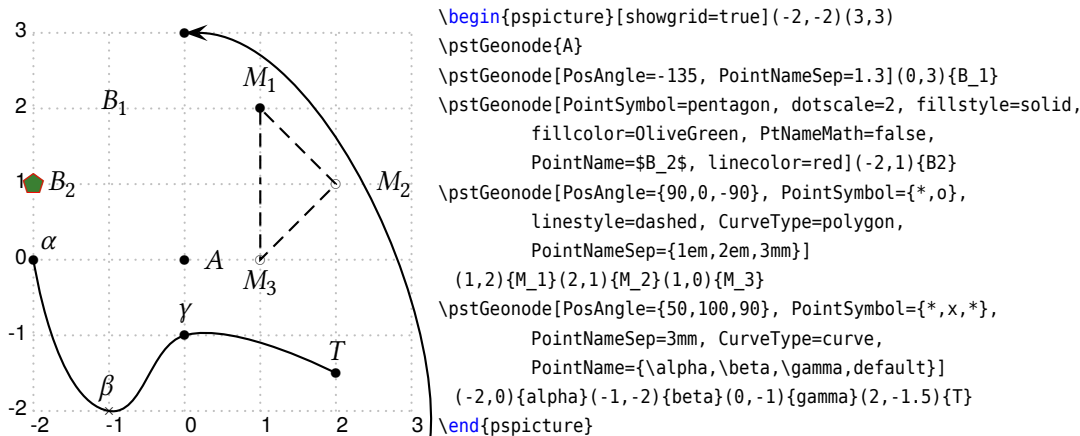 3
M1
2
B1
1
B2
M2
α
0
A
M3
γ
-1
T
β
-2
-2 -1 0 1 2 3
\begin{pspicture}[showgrid=true](-2,-2)(3,3)
\pstGeonode{A}
\pstGeonode[PosAngle=-135, PointNameSep=1.3](0,3){B_1}
\pstGeonode[PointSymbol=pentagon, dotscale=2, fillstyle=solid,
fillcolor=OliveGreen, PtNameMath=false,
PointName=$B_2$, linecolor=red](-2,1){B2}
\pstGeonode[PosAngle={90,0,-90}, PointSymbol={*,o},
linestyle=dashed, CurveType=polygon,
PointNameSep={1em,2em,3mm}]
(1,2){M_1}(2,1){M_2}(1,0){M_3}
\pstGeonode[PosAngle={50,100,90}, PointSymbol={*,x,*},
PointNameSep=3mm, CurveType=curve,
PointName={\alpha,\beta,\gamma,default}]
(-2,0){alpha}(-1,-2){beta}(0,-1){gamma}(2,-1.5){T}
\end{pspicture}